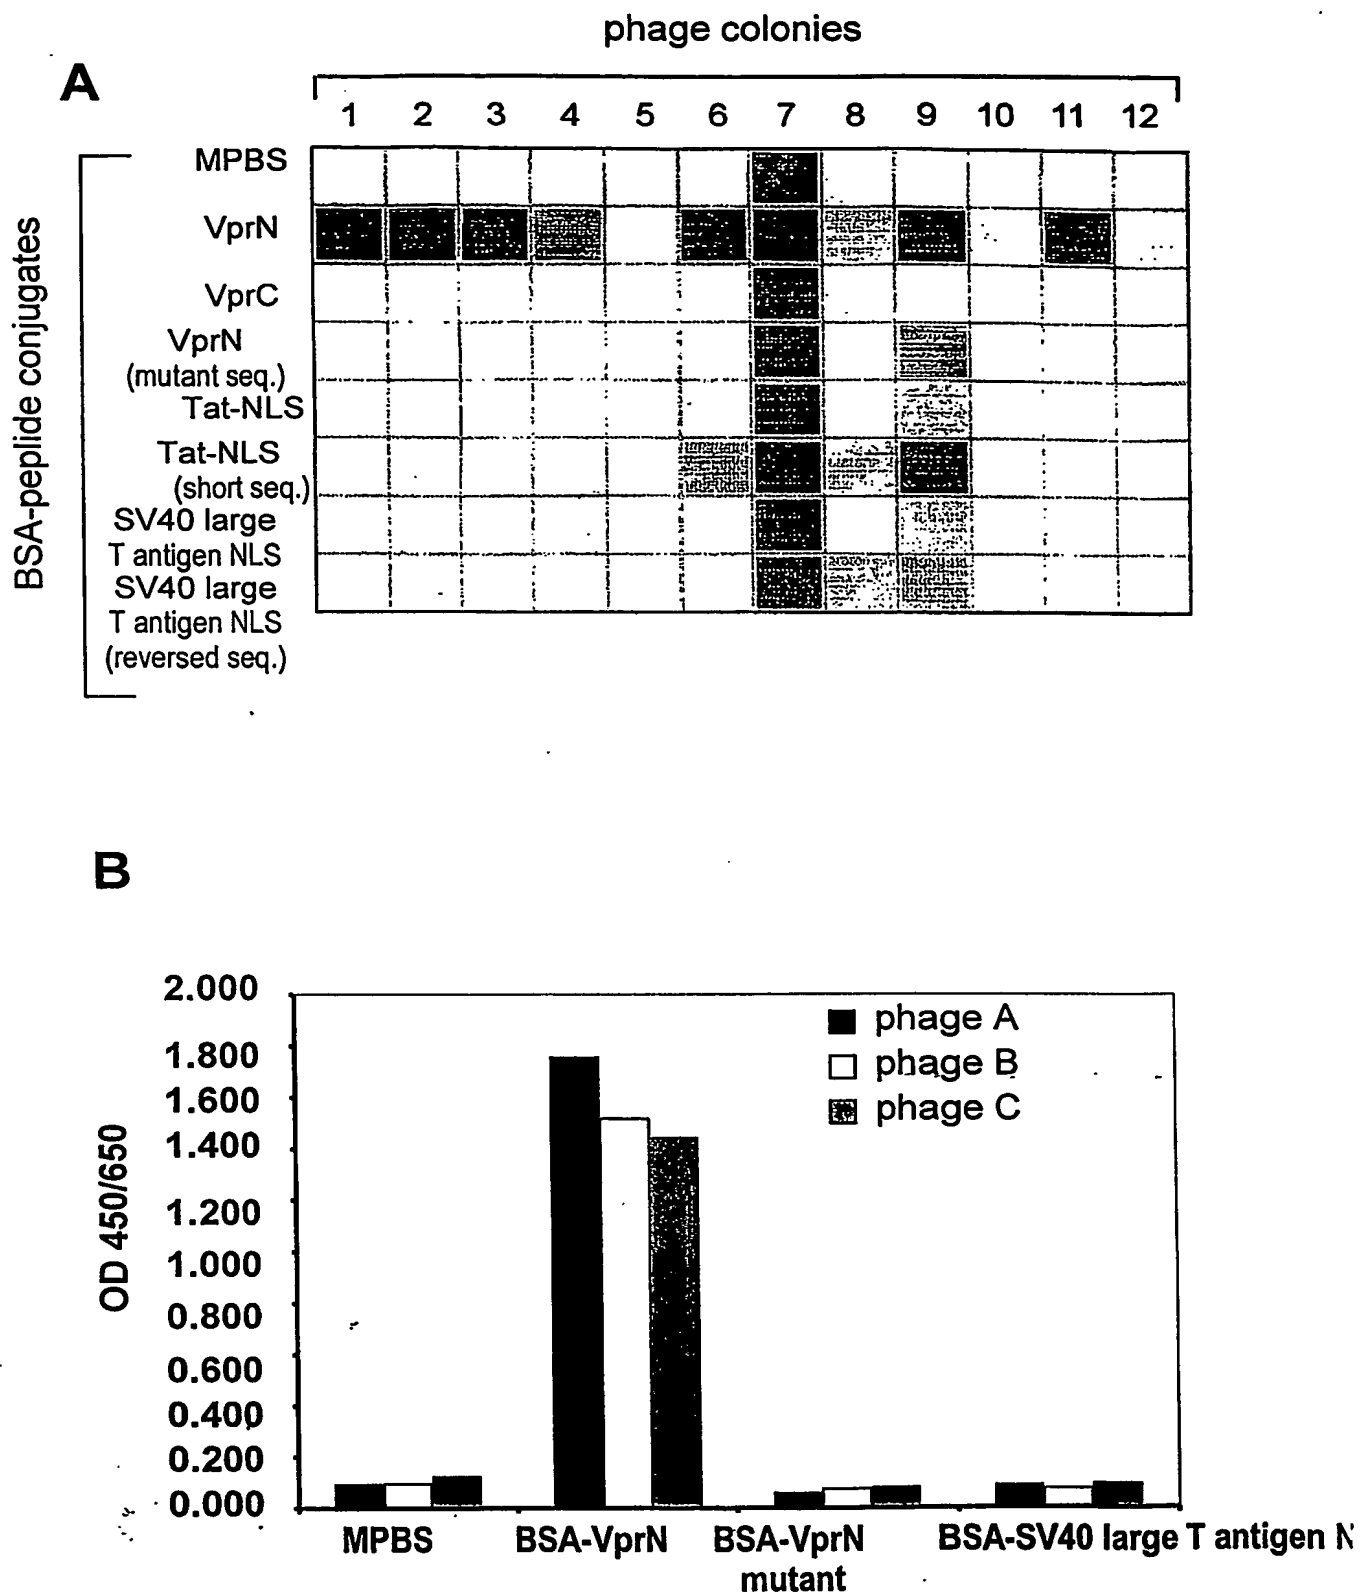 phage colonies
A
1 2 3 4 5 6 7 8 9 10 11 12
BSA-peplide conjugates
MPBS
VprN
VprC
VprN
(mutant seq.)
Tat-NLS
Tat-NLS
(short seq.)
SV40 large
T antigen NLS
SV40 large
T antigen NLS
(reversed seq.)
B
OD 450/650
2.000
1.800
1.600
1.400
1.200
1.000
0.800
0.600
0.400
0.200
0.000
phage A
phage B
phage C
MPBS
BSA-VprN
BSA-VprN
mutant
BSA-SV40 large T antigen N